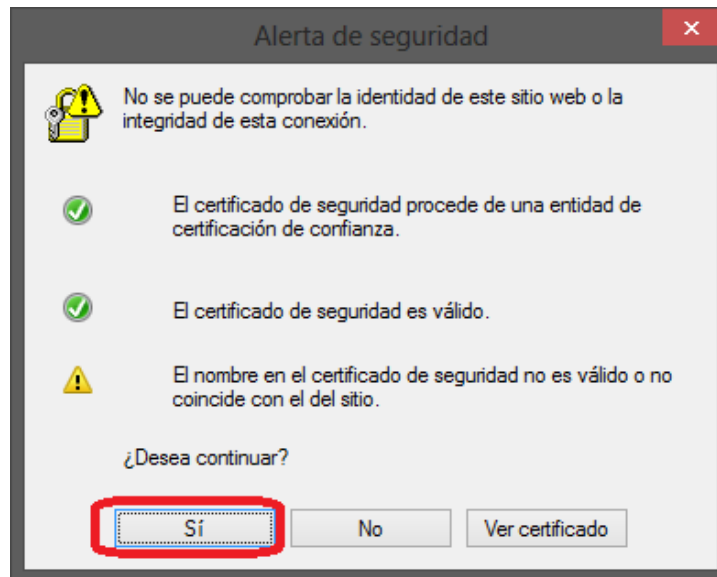 Alerta de seguridad
No se puede comprobar la identidad de este sitio web o la
integridad de esta conexión.
El certificado de seguridad procede de una entidad de
certificación de confianza.
El certificado de seguridad es válido.
El nombre en el certificado de seguridad no es válido o no
coincide con el del sitio.
¿Desea continuar?
Sí No Ver certificado